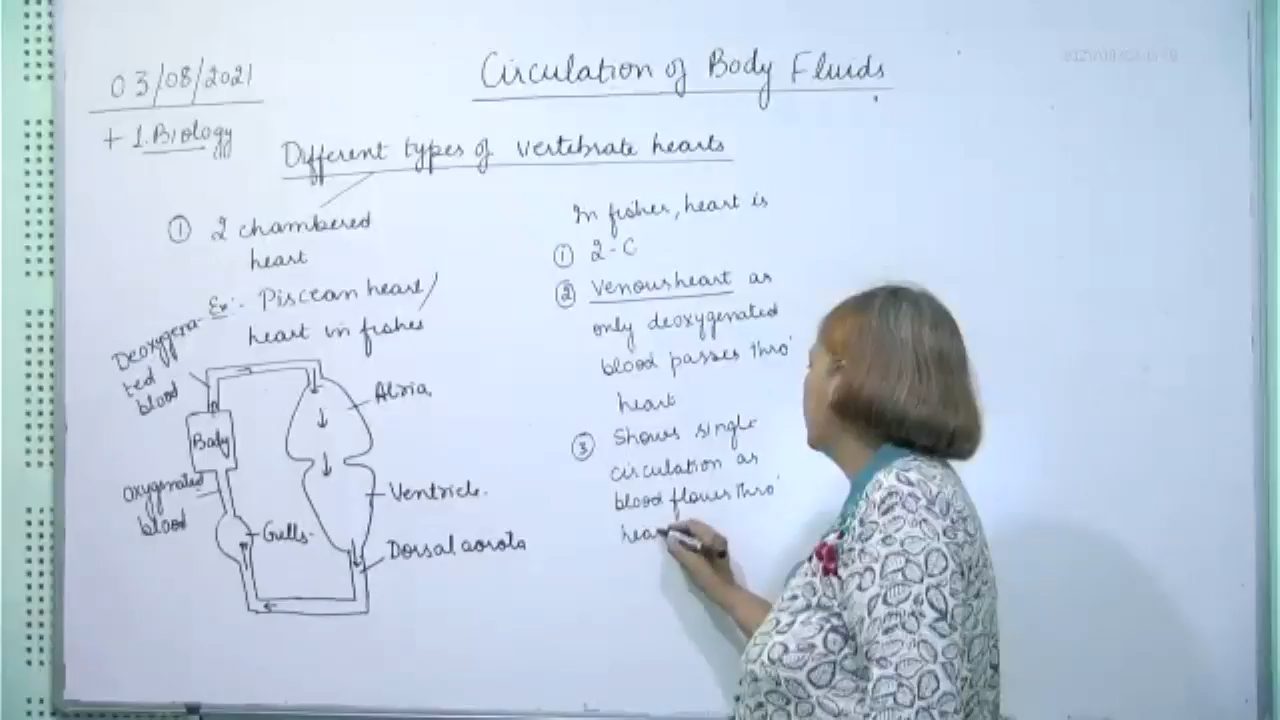 03/08/2021
+ 1. Biology
Circulation of Body Fluids
Different types of vertebrate hearts
① 2 chambered
heart
Ex:- Piscean heart/
heart in fishes
Deoxygena-
ted
blood
Body
Oxygenated
blood
Atria
Ventricle.
Gills.
Dorsal aorta
In fishes, heart is
① 2-C
② Venous heart as
only deoxygenated
blood passes thro'
heart
③ Shows single
circulation as
blood flows thro'
hea